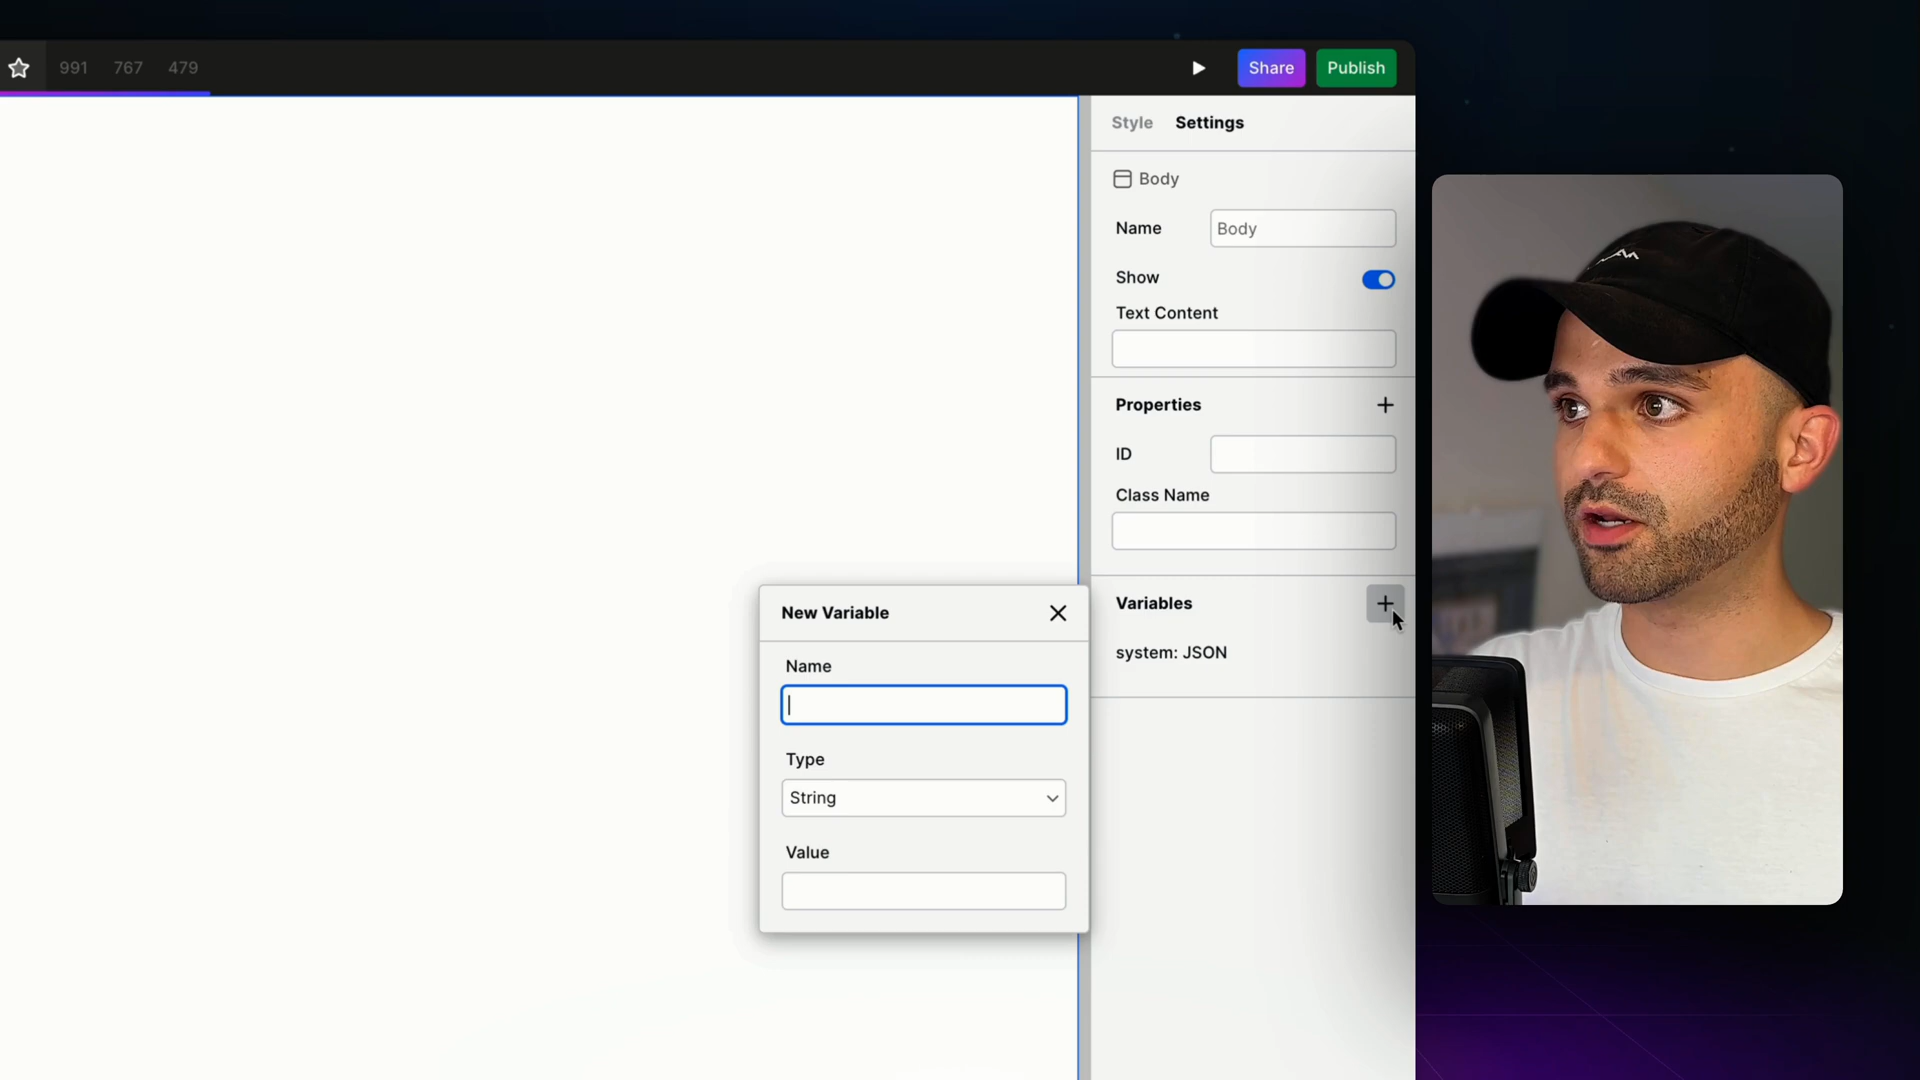 991 767 479
Share Publish
Style Settings
Body
Name Body
Show
Text Content
Properties
ID
Class Name
Variables
system: JSON
New Variable
Name
Type
String
Value